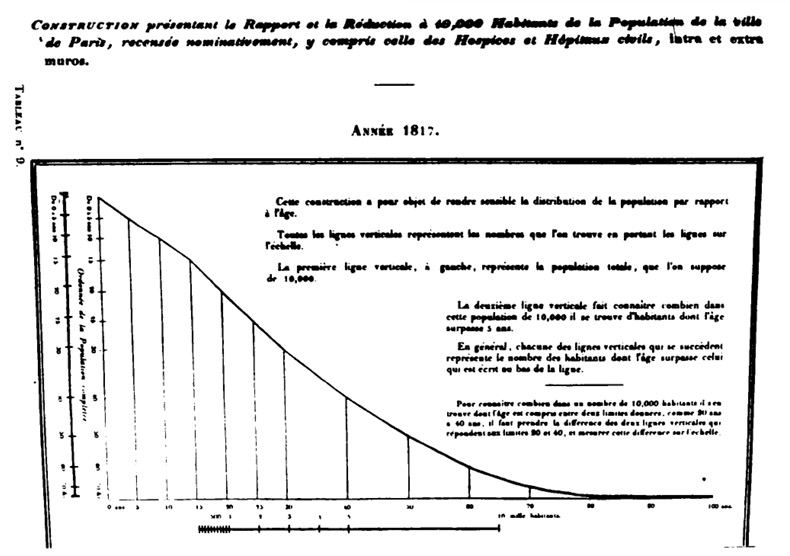 CONSTRUCTION présentant le Rapport et la Réduction à 10,000 Habitants de la Population de la ville
de Paris, recensée nominativement, y compris celle des Hospices et Hôpitaux civils, intra et extra
muros.
TABLEAU n° 9.
ANNÉE 1817.
Cette construction a pour objet de rendre sensible la distribution de la population par rapport
à l'âge.
Toutes les lignes verticales représentent les nombres que l'on trouve en portant les lignes sur
l'échelle.
La première ligne verticale, à gauche, représente la population totale, que l'on suppose
de 10,000.
La deuxième ligne verticale fait connaître combien dans
cette population de 10,000 il se trouve d'habitants dont l'âge
surpasse 5 ans.
En général, chacune des lignes verticales qui se succèdent
représente le nombre des habitants dont l'âge surpasse celui
qui est écrit au bas de la ligne.
Pour connaître combien dans un nombre de 10,000 habitants il s'en
trouve dont l'âge est compris entre deux limites données, comme 20 ans
à 40 ans, il faut prendre la différence des deux lignes verticales qui
répondent aux limites 20 et 40, et mesurer cette différence sur l'échelle.
Ordonnée de la Population complétée
0 ans 5 10 15 20 25 30 40 50 60 70 80 90 100 ans
500 1 2 3 4 5 10 mille habitants